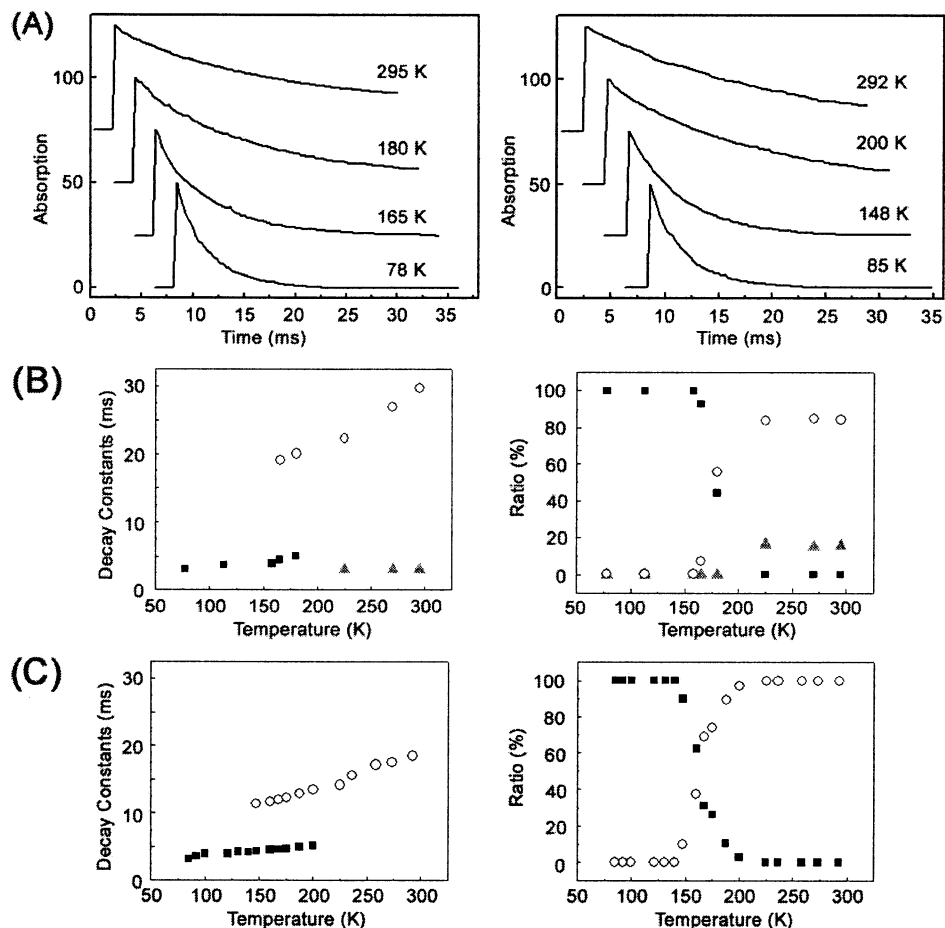 (A)
100
50
0
Absorption
295 K
180 K
165 K
78 K
0 5 10 15 20 25 30 35
Time (ms)
100
50
0
Absorption
292 K
200 K
148 K
85 K
0 5 10 15 20 25 30 35
Time (ms)
(B)
30
20
10
0
Decay Constants (ms)
50 100 150 200 250 300
Temperature (K)
100
80
60
40
20
0
Ratio (%)
50 100 150 200 250 300
Temperature (K)
(C)
30
20
10
0
Decay Constants (ms)
50 100 150 200 250 300
Temperature (K)
100
80
60
40
20
0
Ratio (%)
50 100 150 200 250 300
Temperature (K)